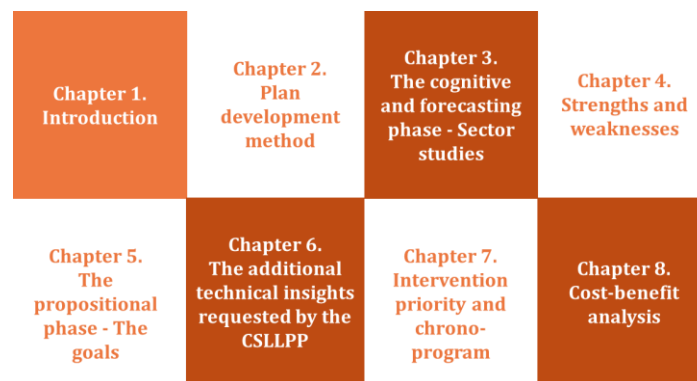 Chapter 1.
Introduction
Chapter 2.
Plan
development
method
Chapter 3.
The cognitive
and forecasting
phase - Sector
studies
Chapter 4.
Strengths and
weaknesses
Chapter 5.
The
propositional
phase - The
goals
Chapter 6.
The additional
technical insights
requested by the
CSLLPP
Chapter 7.
Intervention
priority and
chrono-
program
Chapter 8.
Cost-benefit
analysis